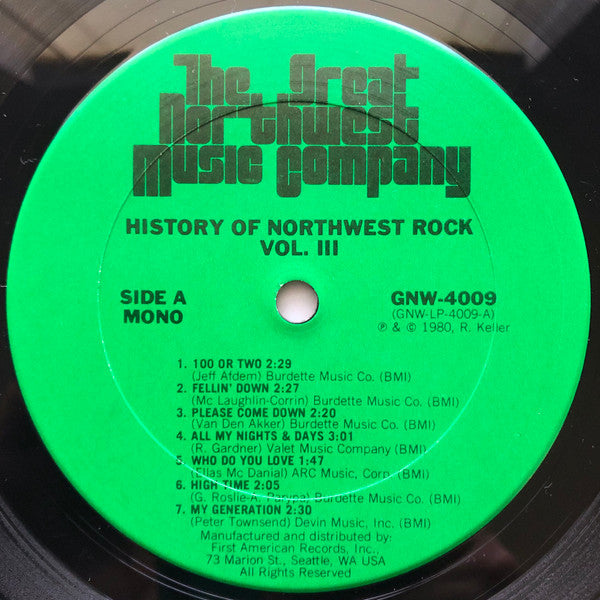 The Great
Northwest
Music Company
HISTORY OF NORTHWEST ROCK
VOL. III
SIDE A
MONO
GNW-4009
(GNW-LP-4009-A)
℗ & © 1980, R. Keller
1. 100 OR TWO 2:29
(Jeff Afdem) Burdette Music Co. (BMI)
2. FELLIN' DOWN 2:27
(Mc Laughlin-Corrin) Burdette Music Co. (BMI)
3. PLEASE COME DOWN 2:20
(Van Den Akker) Burdette Music Co. (BMI)
4. ALL MY NIGHTS & DAYS 3:01
(R. Gardner) Valet Music Company (BMI)
5. WHO DO YOU LOVE 1:47
(Elias Mc Danial) ARC Music, Corp. (BMI)
6. HIGH TIME 2:05
(G. Roslie-A. Parypa) Burdette Music Co. (BMI)
7. MY GENERATION 2:30
(Peter Townsend) Devin Music, Inc. (BMI)
Manufactured and distributed by:
First American Records, Inc.,
73 Marion St., Seattle, WA USA
All Rights Reserved